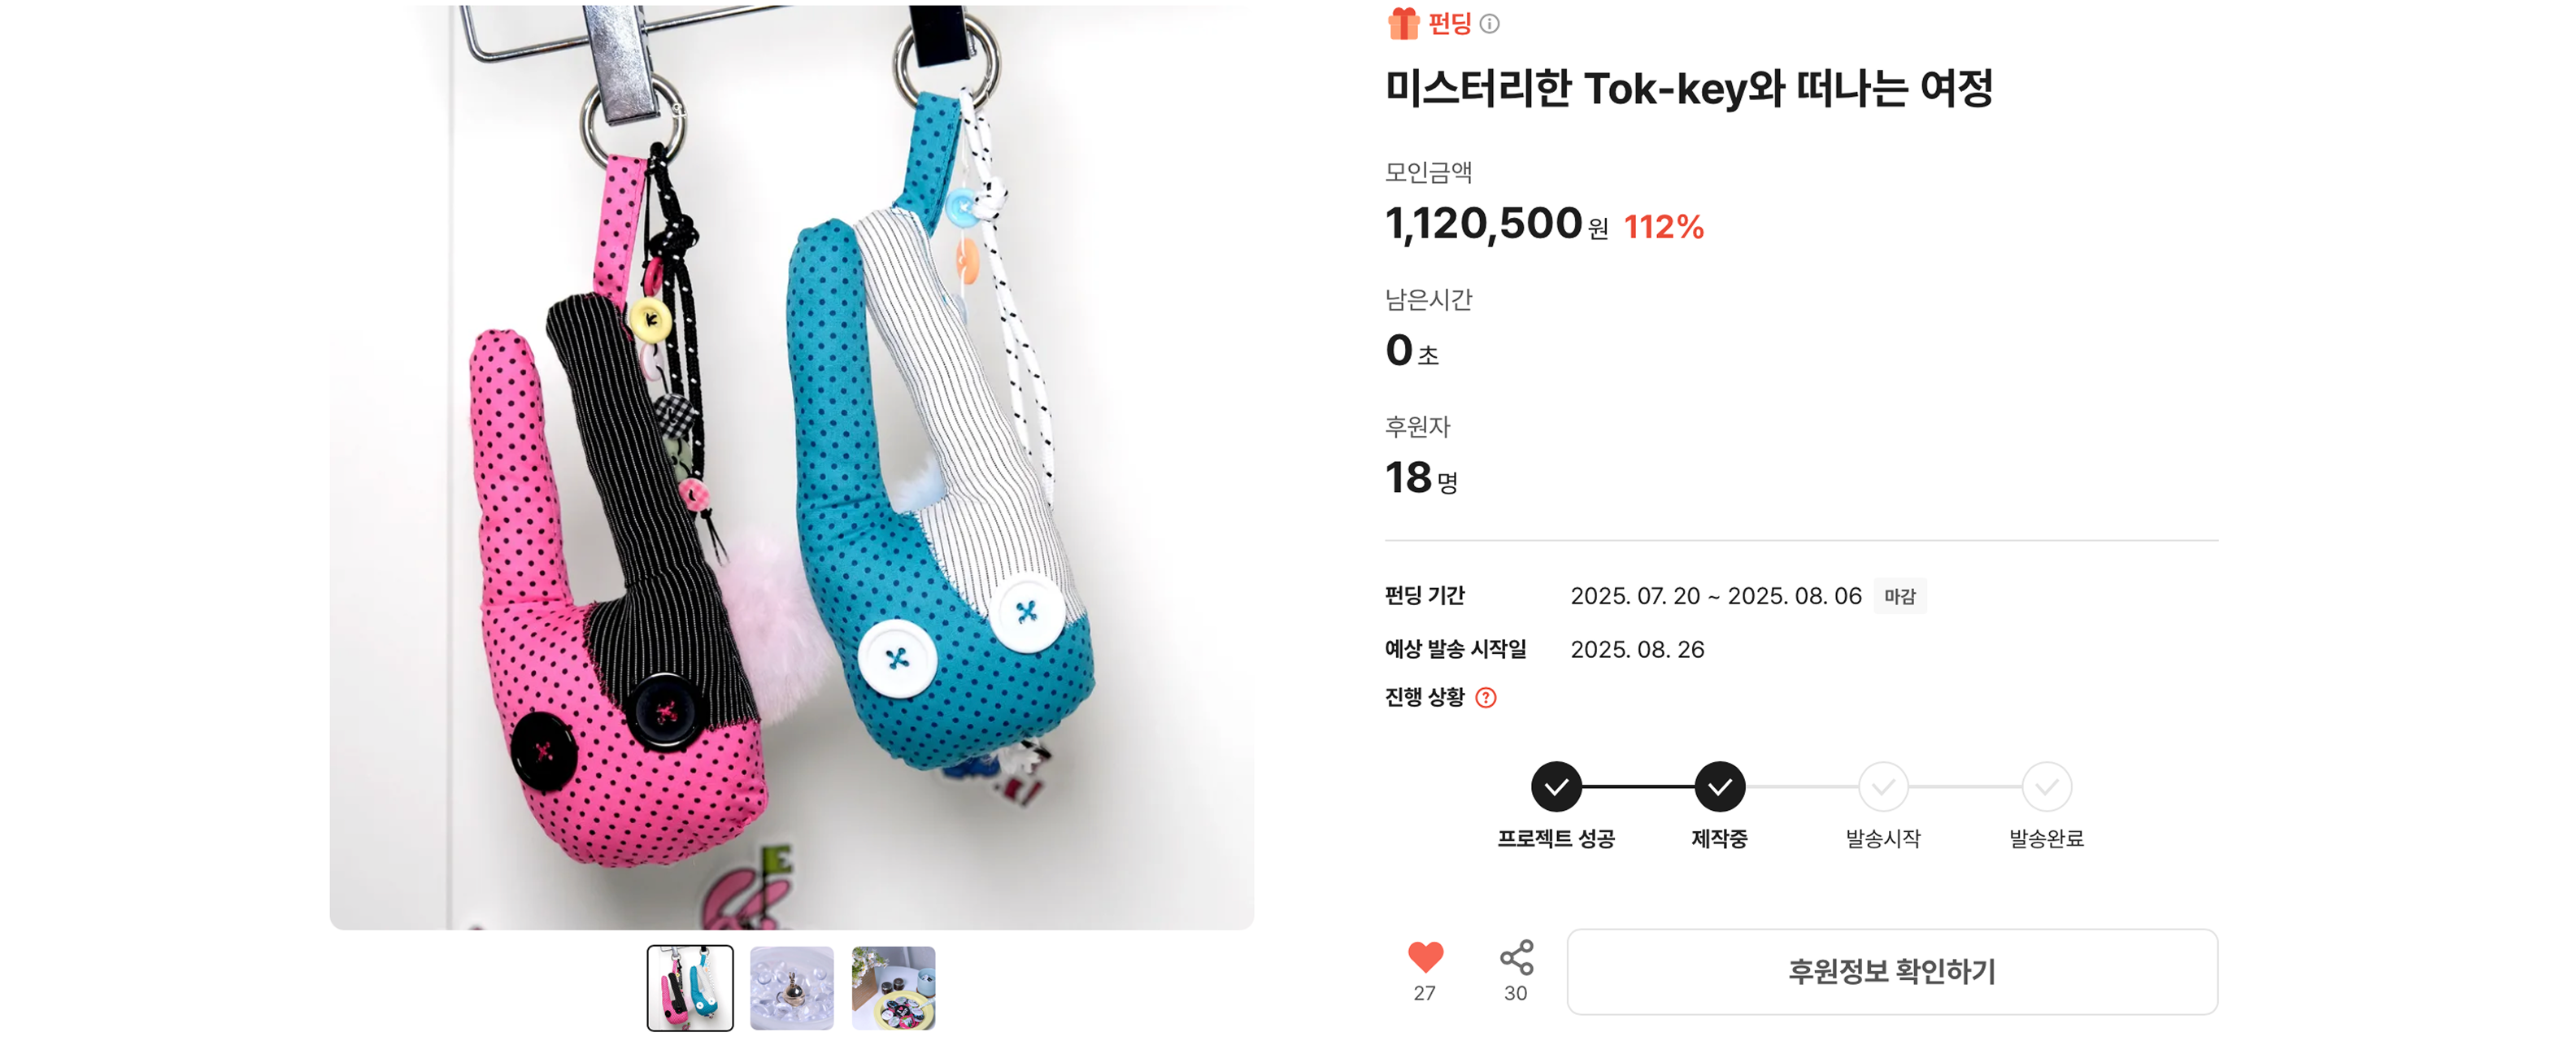 펀딩
미스터리한 Tok-key와 떠나는 여정
모인금액
1,120,500원 112%
남은시간
0초
후원자
18명
펀딩 기간 2025. 07. 20 ~ 2025. 08. 06 마감
예상 발송 시작일 2025. 08. 26
진행 상황
프로젝트 성공 제작중 발송시작 발송완료
27 30 후원정보 확인하기
E